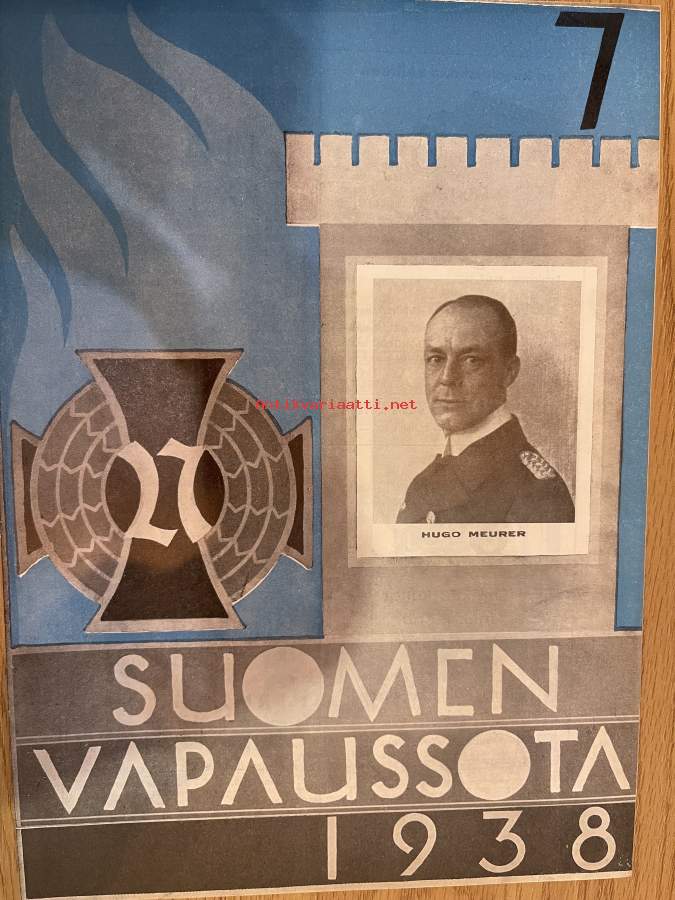 7
Antikvariaatti.net
N
HUGO MEURER
SUOMEN
VAPAUSSOTA
1938